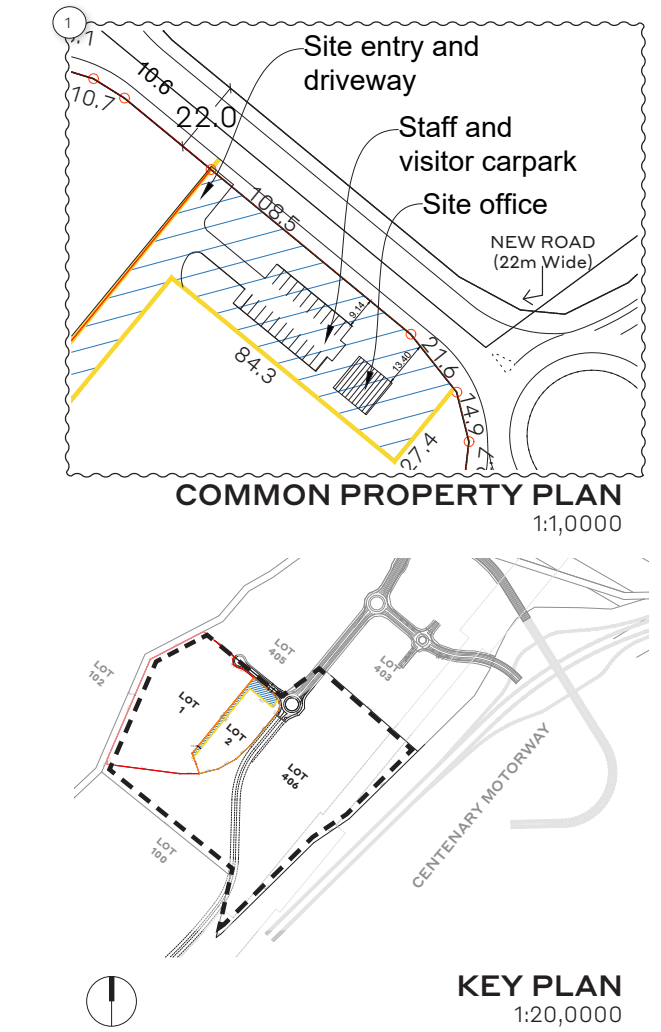 1
10.6
10.7
22.0
Site entry and
driveway
Staff and
visitor carpark
Site office
108.5
NEW ROAD
(22m Wide)
9.14
13.40
21.6
84.3
14.9
27.4
COMMON PROPERTY PLAN
1:1,0000
LOT
405
LOT
403
LOT
102
LOT
1
LOT
2
LOT
406
LOT
100
CENTENARY MOTORWAY
KEY PLAN
1:20,0000